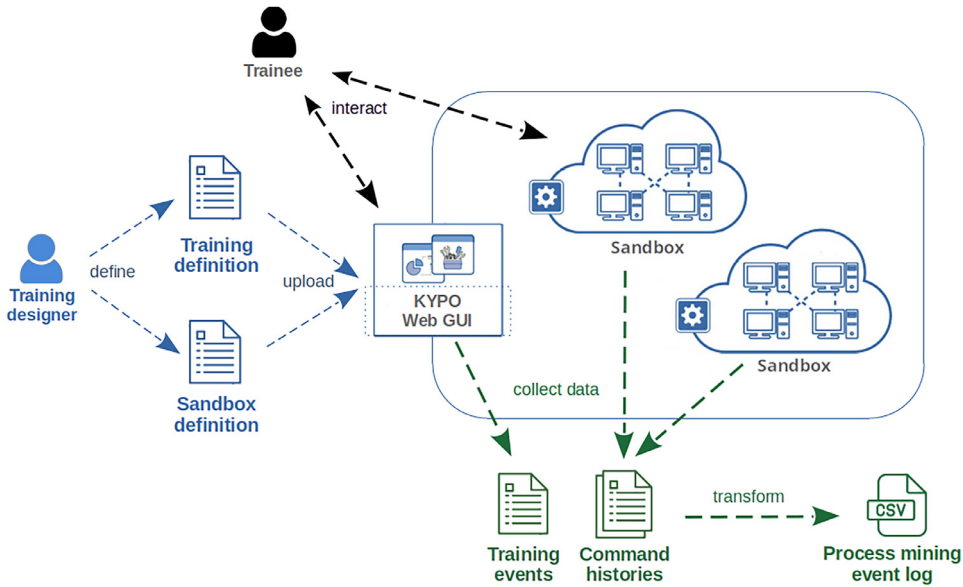 Trainee
interact
Training
definition
define
Training
designer
upload
Sandbox
definition
KYPO
Web GUI
Sandbox
Sandbox
collect data
Training
events
Command
histories
transform
CSV
Process mining
event log